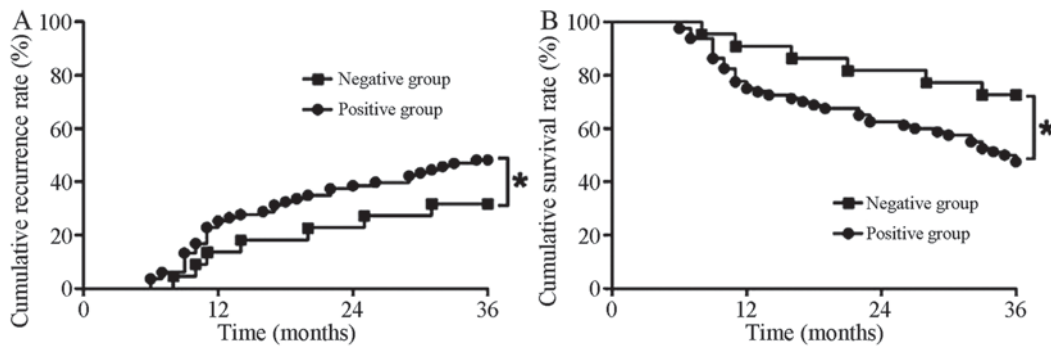 A
Cumulative recurrence rate (%)
100
80
60
40
20
0
Negative group
Positive group
*
0 12 24 36
Time (months)
B
Cumulative survival rate (%)
100
80
60
40
20
0
Negative group
Positive group
*
0 12 24 36
Time (months)